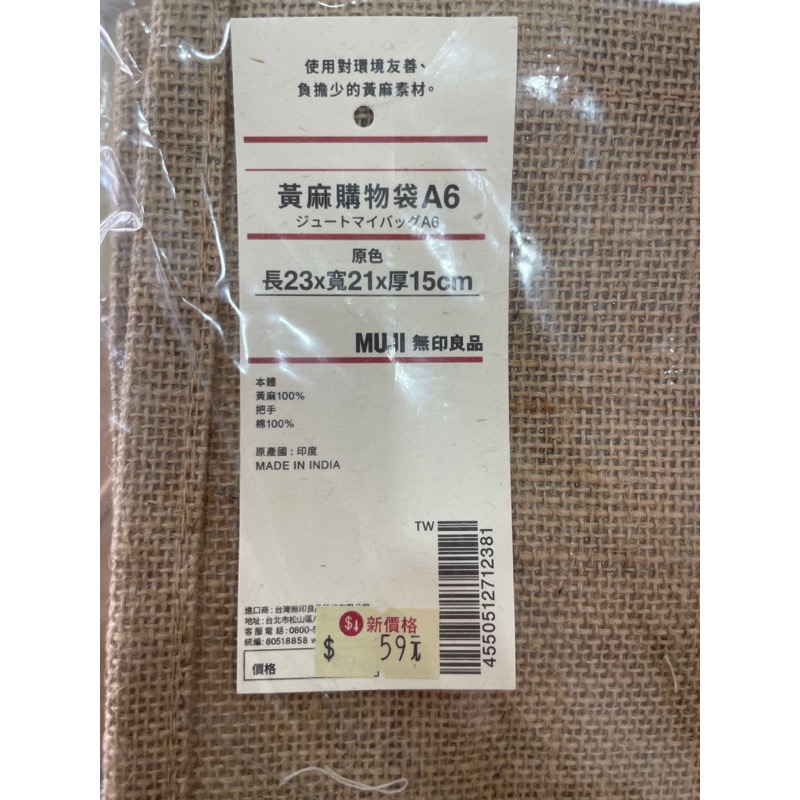 使用對環境友善、
負擔少的黃麻素材。
黃麻購物袋A6
ジュートマイバッグA6
原色
長23x寬21x厚15cm
MUJI 無印良品
本體
黃麻100%
把手
棉100%
原產國：印度
MADE IN INDIA
TW
4550512712381
進口商：台灣無印良品
地址：台北市松山區
客服電話：0800-5
統編：80518858 w
$↓ 新價格
$ 59元
價格